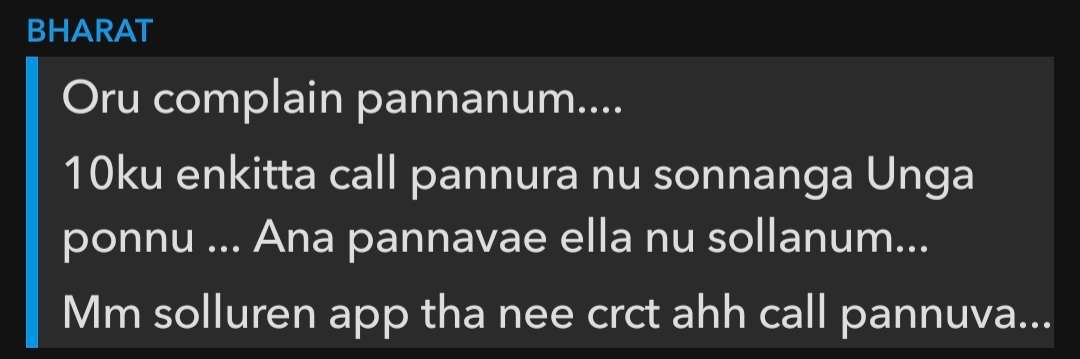 BHARAT
Oru complain pannanum....
10ku enkitta call pannura nu sonnanga Unga
ponnu ... Ana pannavae ella nu sollanum...
Mm solluren app tha nee crct ahh call pannuva...